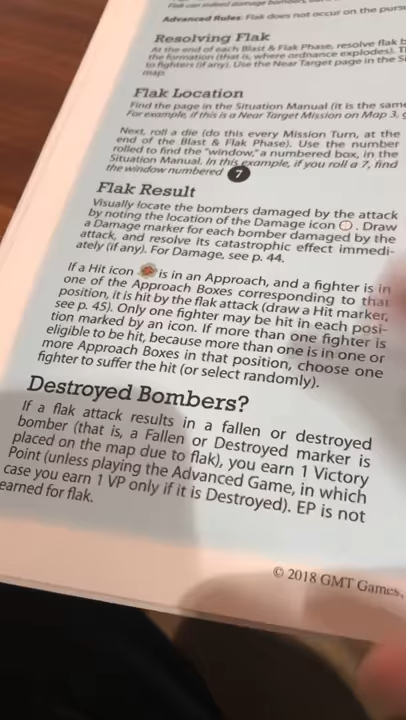 Flak can indeed damage bombers, but
Advanced Rules: Flak does not occur on the purs
Resolving Flak
At the end of each Blast & Flak Phase, resolve flak b
the formation (that is, where ordnance explodes). T
to fighters (if any). Use the Near Target page in the Si
map.
Flak Location
Find the page in the Situation Manual (it is the same
For example, if this is a Near Target Mission on Map 3, g
Next, roll a die (do this every Mission Turn, at the
end of the Blast & Flak Phase). Use the number
rolled to find the "window," a numbered box, in the
Situation Manual. In this example, if you roll a 7, find
the window numbered 7
Flak Result
Visually locate the bombers damaged by the attack
by noting the location of the Damage icon . Draw
a Damage marker for each bomber damaged by the
attack, and resolve its catastrophic effect immedi-
ately (if any). For Damage, see p. 44.
If a Hit icon is in an Approach, and a fighter is in
one of the Approach Boxes corresponding to that
position, it is hit by the flak attack (draw a Hit marker,
see p. 45). Only one fighter may be hit in each posi-
tion marked by an icon. If more than one fighter is
eligible to be hit, because more than one is in one or
more Approach Boxes in that position, choose one
fighter to suffer the hit (or select randomly).
Destroyed Bombers?
If a flak attack results in a fallen or destroyed
bomber (that is, a Fallen or Destroyed marker is
placed on the map due to flak), you earn 1 Victory
Point (unless playing the Advanced Game, in which
case you earn 1 VP only if it is Destroyed). EP is not
earned for flak.
© 2018 GMT Games,